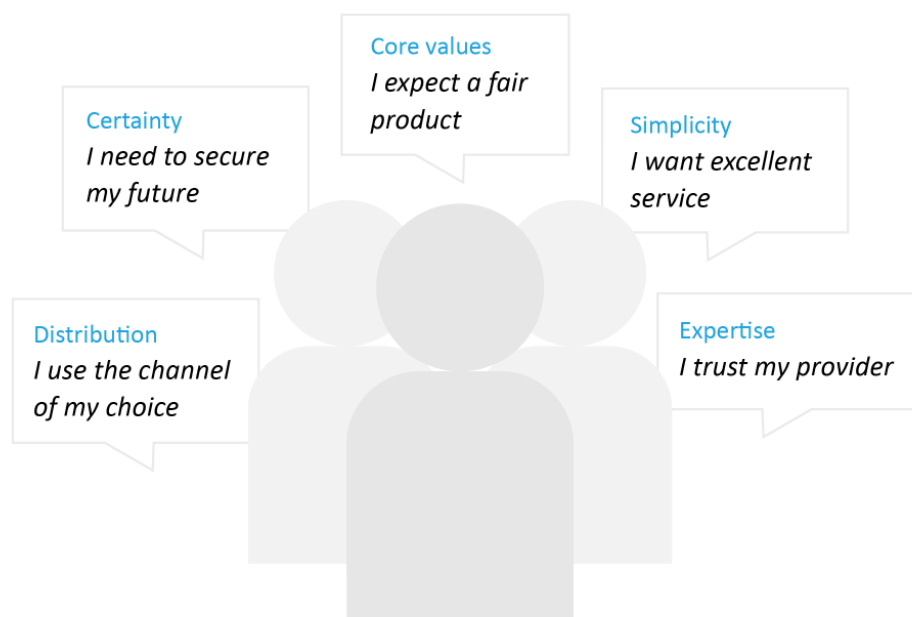 Core values
I expect a fair
product
Certainty
I need to secure
my future
Simplicity
I want excellent
service
Distribution
I use the channel
of my choice
Expertise
I trust my provider